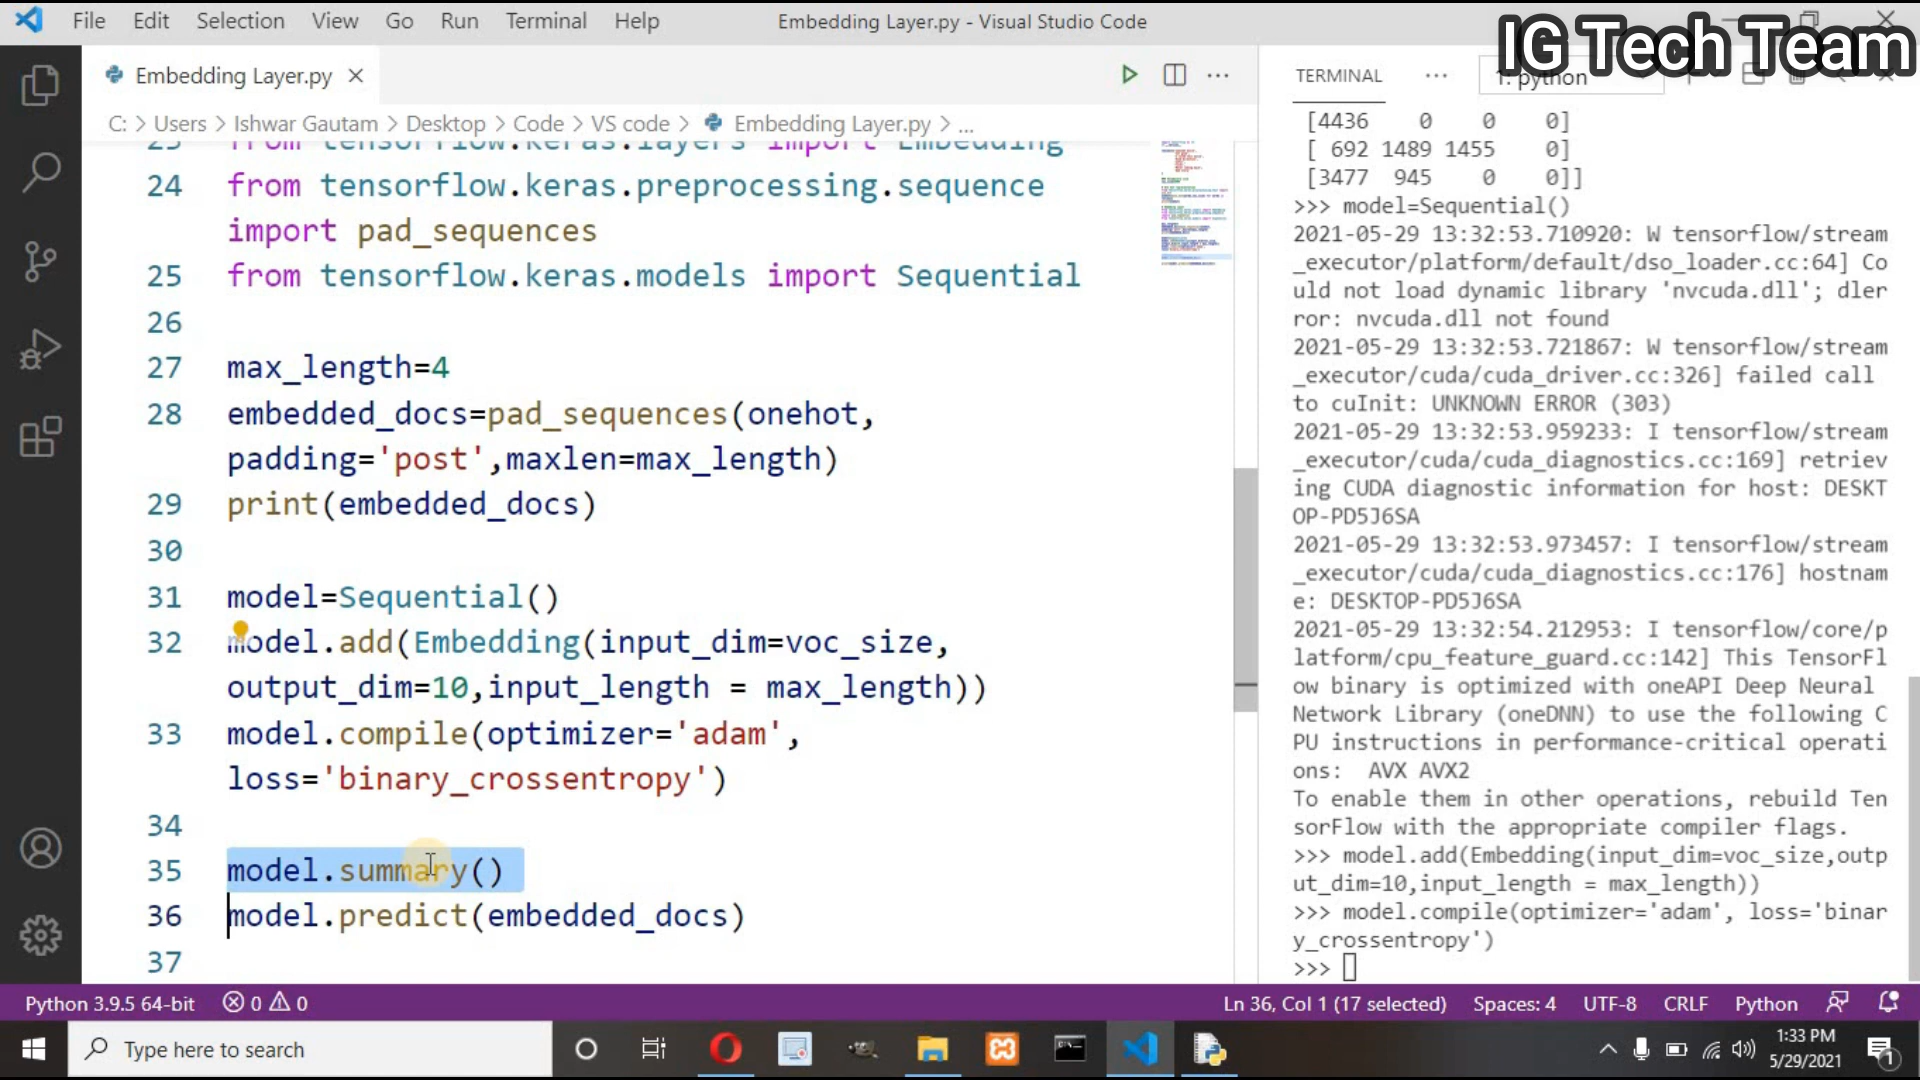 File Edit Selection View Go Run Terminal Help Embedding Layer.py - Visual Studio Code
IG Tech Team
Embedding Layer.py
TERMINAL 1: python
C: > Users > Ishwar Gautam > Desktop > Code > VS code > Embedding Layer.py > ...
23 from tensorflow.keras.layers import Embedding
24 from tensorflow.keras.preprocessing.sequence
import pad_sequences
25 from tensorflow.keras.models import Sequential
26
27 max_length=4
28 embedded_docs=pad_sequences(onehot,
padding='post',maxlen=max_length)
29 print(embedded_docs)
30
31 model=Sequential()
32 model.add(Embedding(input_dim=voc_size,
output_dim=10,input_length = max_length))
33 model.compile(optimizer='adam',
loss='binary_crossentropy')
34
35 model.summary()
36 model.predict(embedded_docs)
37
[4436 0 0 0]
[ 692 1489 1455 0]
[3477 945 0 0]]
>>> model=Sequential()
2021-05-29 13:32:53.710920: W tensorflow/stream
_executor/platform/default/dso_loader.cc:64] Co
uld not load dynamic library 'nvcuda.dll'; dler
ror: nvcuda.dll not found
2021-05-29 13:32:53.721867: W tensorflow/stream
_executor/cuda/cuda_driver.cc:326] failed call
to cuInit: UNKNOWN ERROR (303)
2021-05-29 13:32:53.959233: I tensorflow/stream
_executor/cuda/cuda_diagnostics.cc:169] retriev
ing CUDA diagnostic information for host: DESKT
OP-PD5J6SA
2021-05-29 13:32:53.973457: I tensorflow/stream
_executor/cuda/cuda_diagnostics.cc:176] hostnam
e: DESKTOP-PD5J6SA
2021-05-29 13:32:54.212953: I tensorflow/core/p
latform/cpu_feature_guard.cc:142] This TensorFl
ow binary is optimized with oneAPI Deep Neural
Network Library (oneDNN) to use the following C
PU instructions in performance-critical operati
ons:  AVX AVX2
To enable them in other operations, rebuild Ten
sorFlow with the appropriate compiler flags.
>>> model.add(Embedding(input_dim=voc_size,outp
ut_dim=10,input_length = max_length))
>>> model.compile(optimizer='adam', loss='binar
y_crossentropy')
>>>
Python 3.9.5 64-bit 0 0 Ln 36, Col 1 (17 selected) Spaces: 4 UTF-8 CRLF Python
Type here to search
1:33 PM
5/29/2021
1